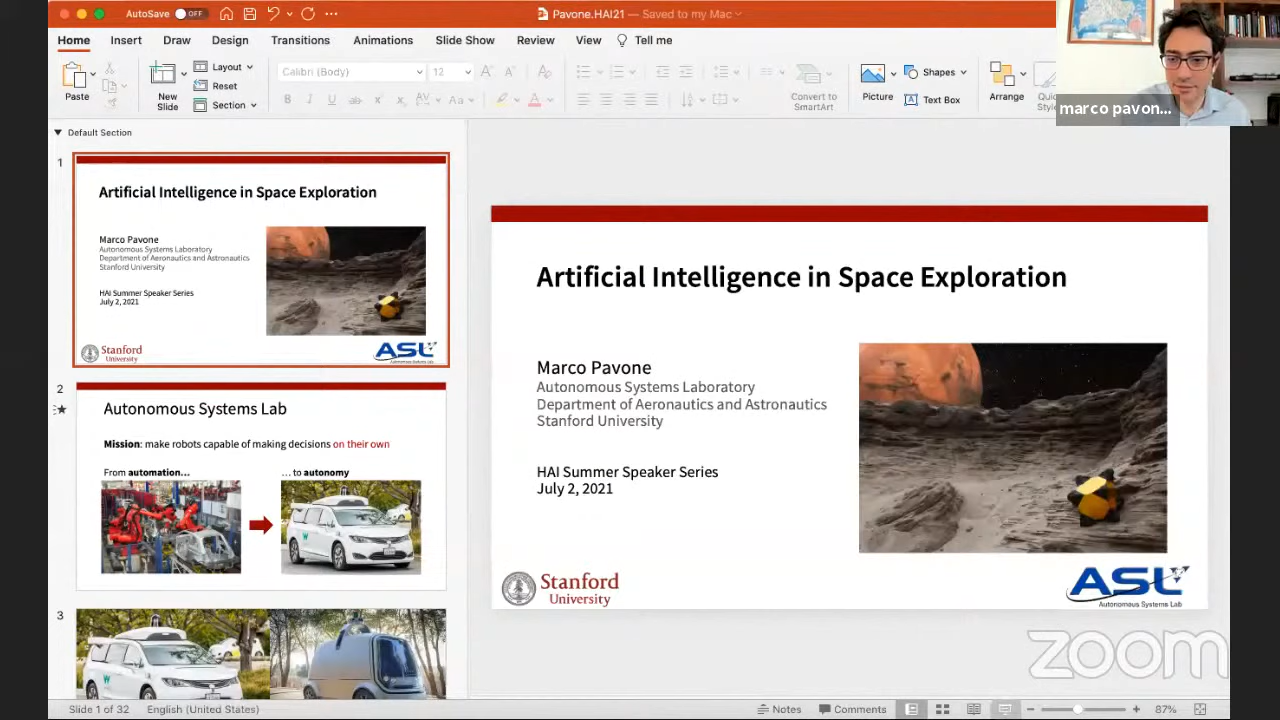 AutoSave OFF
Pavone.HAI21 — Saved to my Mac
Home Insert Draw Design Transitions Animations Slide Show Review View Tell me
Paste
New
Slide
Layout
Reset
Section
Calibri (Body) 12
Convert to
SmartArt
Picture
Shapes
Text Box
Arrange
marco pavon...
Default Section
1
Artificial Intelligence in Space Exploration
Marco Pavone
Autonomous Systems Laboratory
Department of Aeronautics and Astronautics
Stanford University
HAI Summer Speaker Series
July 2, 2021
Stanford
University
ASL
Autonomous Systems Lab
2
Autonomous Systems Lab
Mission: make robots capable of making decisions on their own
From automation...
... to autonomy
3
Artificial Intelligence in Space Exploration
Marco Pavone
Autonomous Systems Laboratory
Department of Aeronautics and Astronautics
Stanford University
HAI Summer Speaker Series
July 2, 2021
Stanford
University
ASL
Autonomous Systems Lab
zoom
Slide 1 of 32 English (United States)
Notes Comments 87%